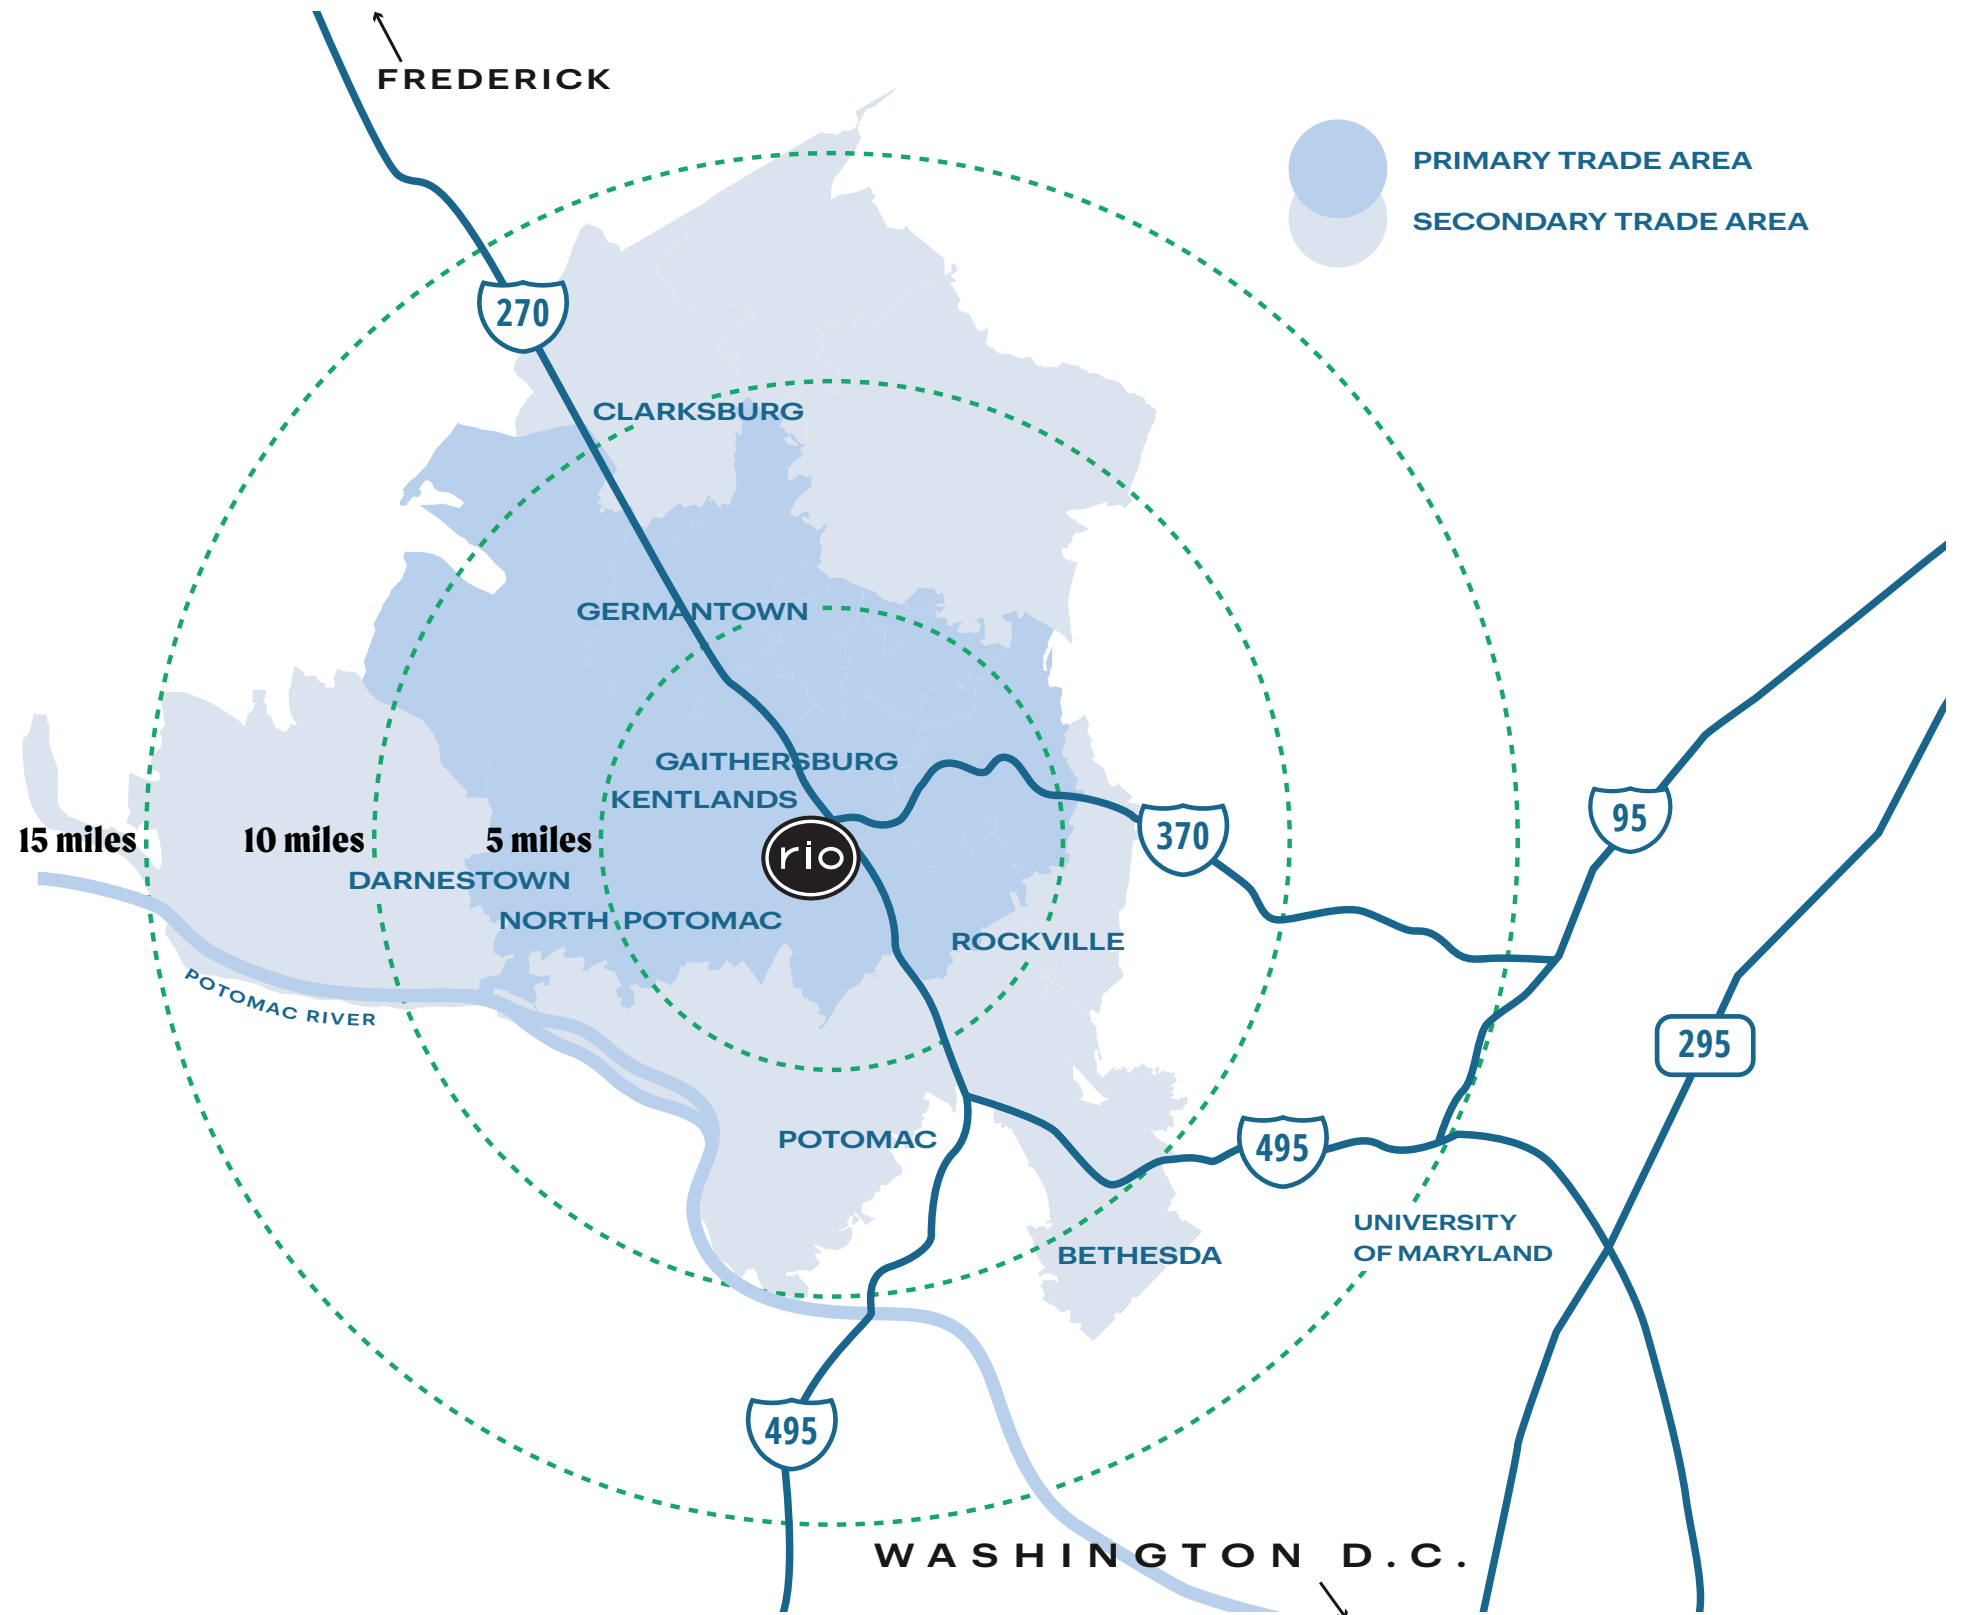 FREDERICK
PRIMARY TRADE AREA
SECONDARY TRADE AREA
270
CLARKSBURG
GERMANTOWN
GAITHERSBURG
KENTLANDS
95
370
15 miles
10 miles
5 miles
rio
DARNESTOWN
NORTH POTOMAC
ROCKVILLE
POTOMAC RIVER
295
POTOMAC
495
UNIVERSITY
OF MARYLAND
BETHESDA
495
WASHINGTON D.C.